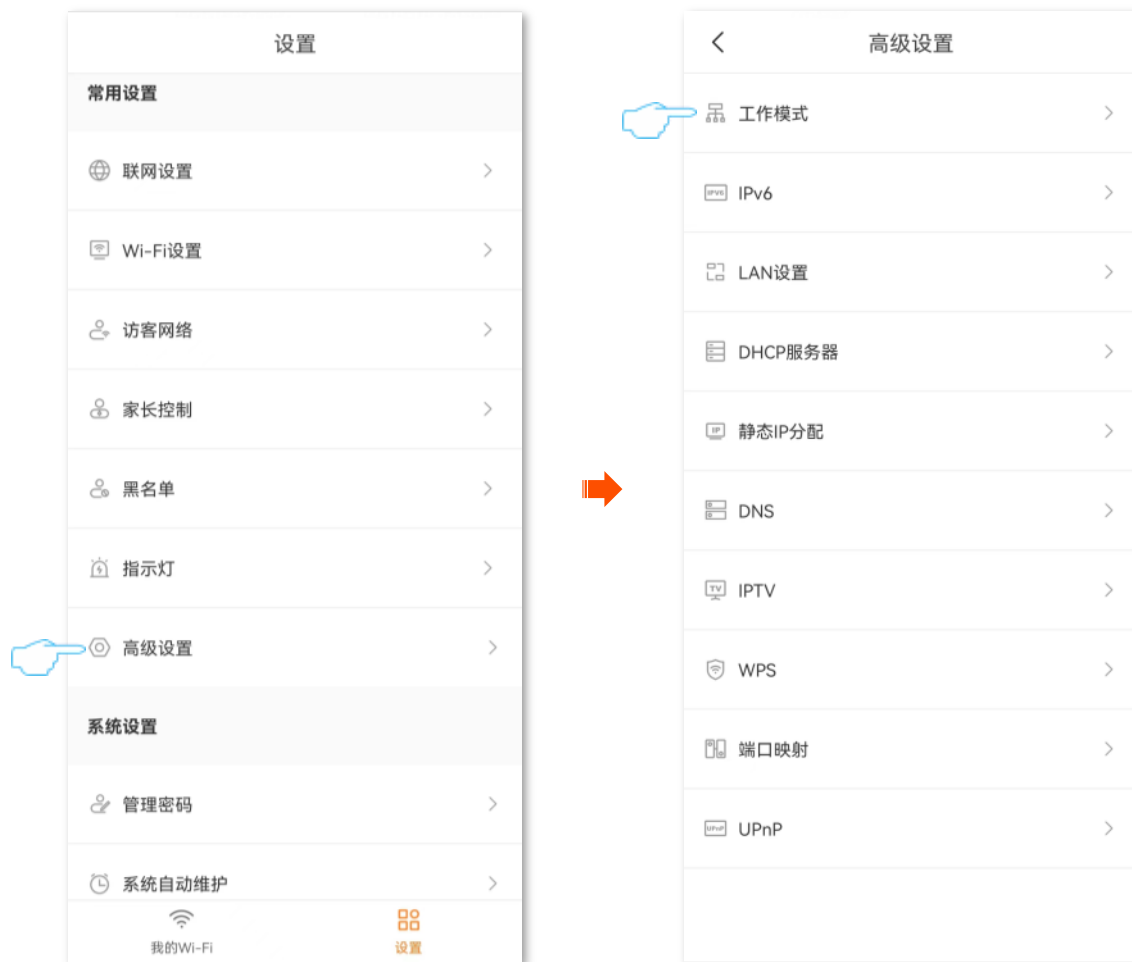 设置
常用设置
联网设置
Wi-Fi设置
访客网络
家长控制
黑名单
指示灯
高级设置
系统设置
管理密码
系统自动维护
我的Wi-Fi
设置
高级设置
工作模式
IPV6 IPv6
LAN设置
DHCP服务器
IP 静态IP分配
DNS
TV IPTV
WPS
端口映射
UPnP UPnP